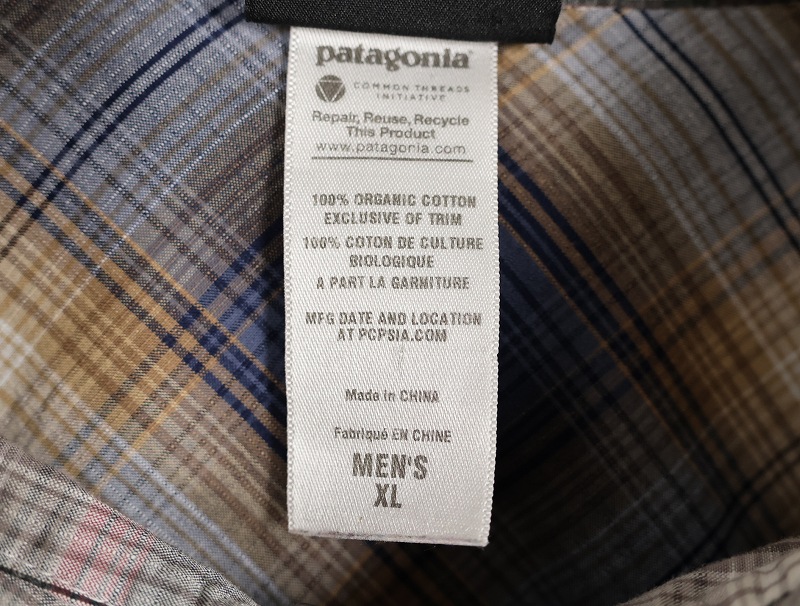 patagonia
COMMON THREADS
INITIATIVE
Repair, Reuse, Recycle
This Product
www.patagonia.com
100% ORGANIC COTTON
EXCLUSIVE OF TRIM
100% COTON DE CULTURE
BIOLOGIQUE
A PART LA GARNITURE
MFG DATE AND LOCATION
AT PCPSIA.COM
Made in CHINA
Fabriqué EN CHINE
MEN'S
XL